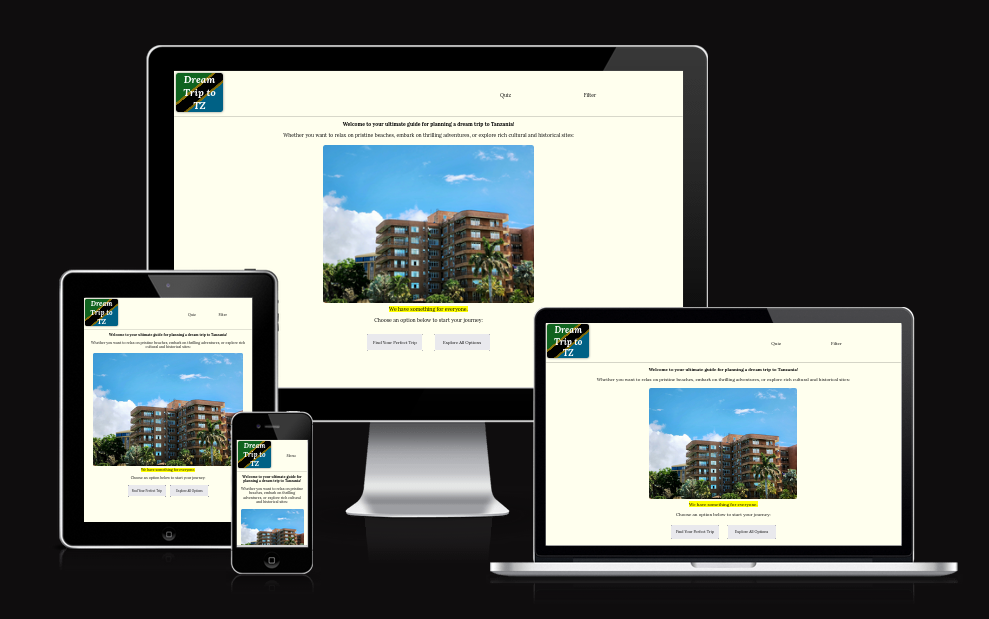 Dream
Trip to
TZ
Quiz
Filter
Welcome to your ultimate guide for planning a dream trip to Tanzania!
Whether you want to relax on pristine beaches, embark on thrilling adventures, or explore rich cultural and historical sites:
We have something for everyone.
Choose an option below to start your journey:
Find Your Perfect Trip
Explore All Options
Dream
Trip to
TZ
Quiz
Filter
Welcome to your ultimate guide for planning a dream trip to Tanzania!
Whether you want to relax on pristine beaches, embark on thrilling adventures, or explore rich
cultural and historical sites:
We have something for everyone.
Choose an option below to start your journey:
Find Your Perfect Trip
Explore All Options
Dream
Trip to
TZ
Menu
Welcome to your ultimate guide for
planning a dream trip to Tanzania!
Whether you want to relax on pristine
beaches, embark on thrilling
adventures, or explore rich cultural
and historical sites:
Dream
Trip to
TZ
Quiz
Filter
Welcome to your ultimate guide for planning a dream trip to Tanzania!
Whether you want to relax on pristine beaches, embark on thrilling adventures, or explore rich cultural and historical sites:
We have something for everyone.
Choose an option below to start your journey:
Find Your Perfect Trip
Explore All Options